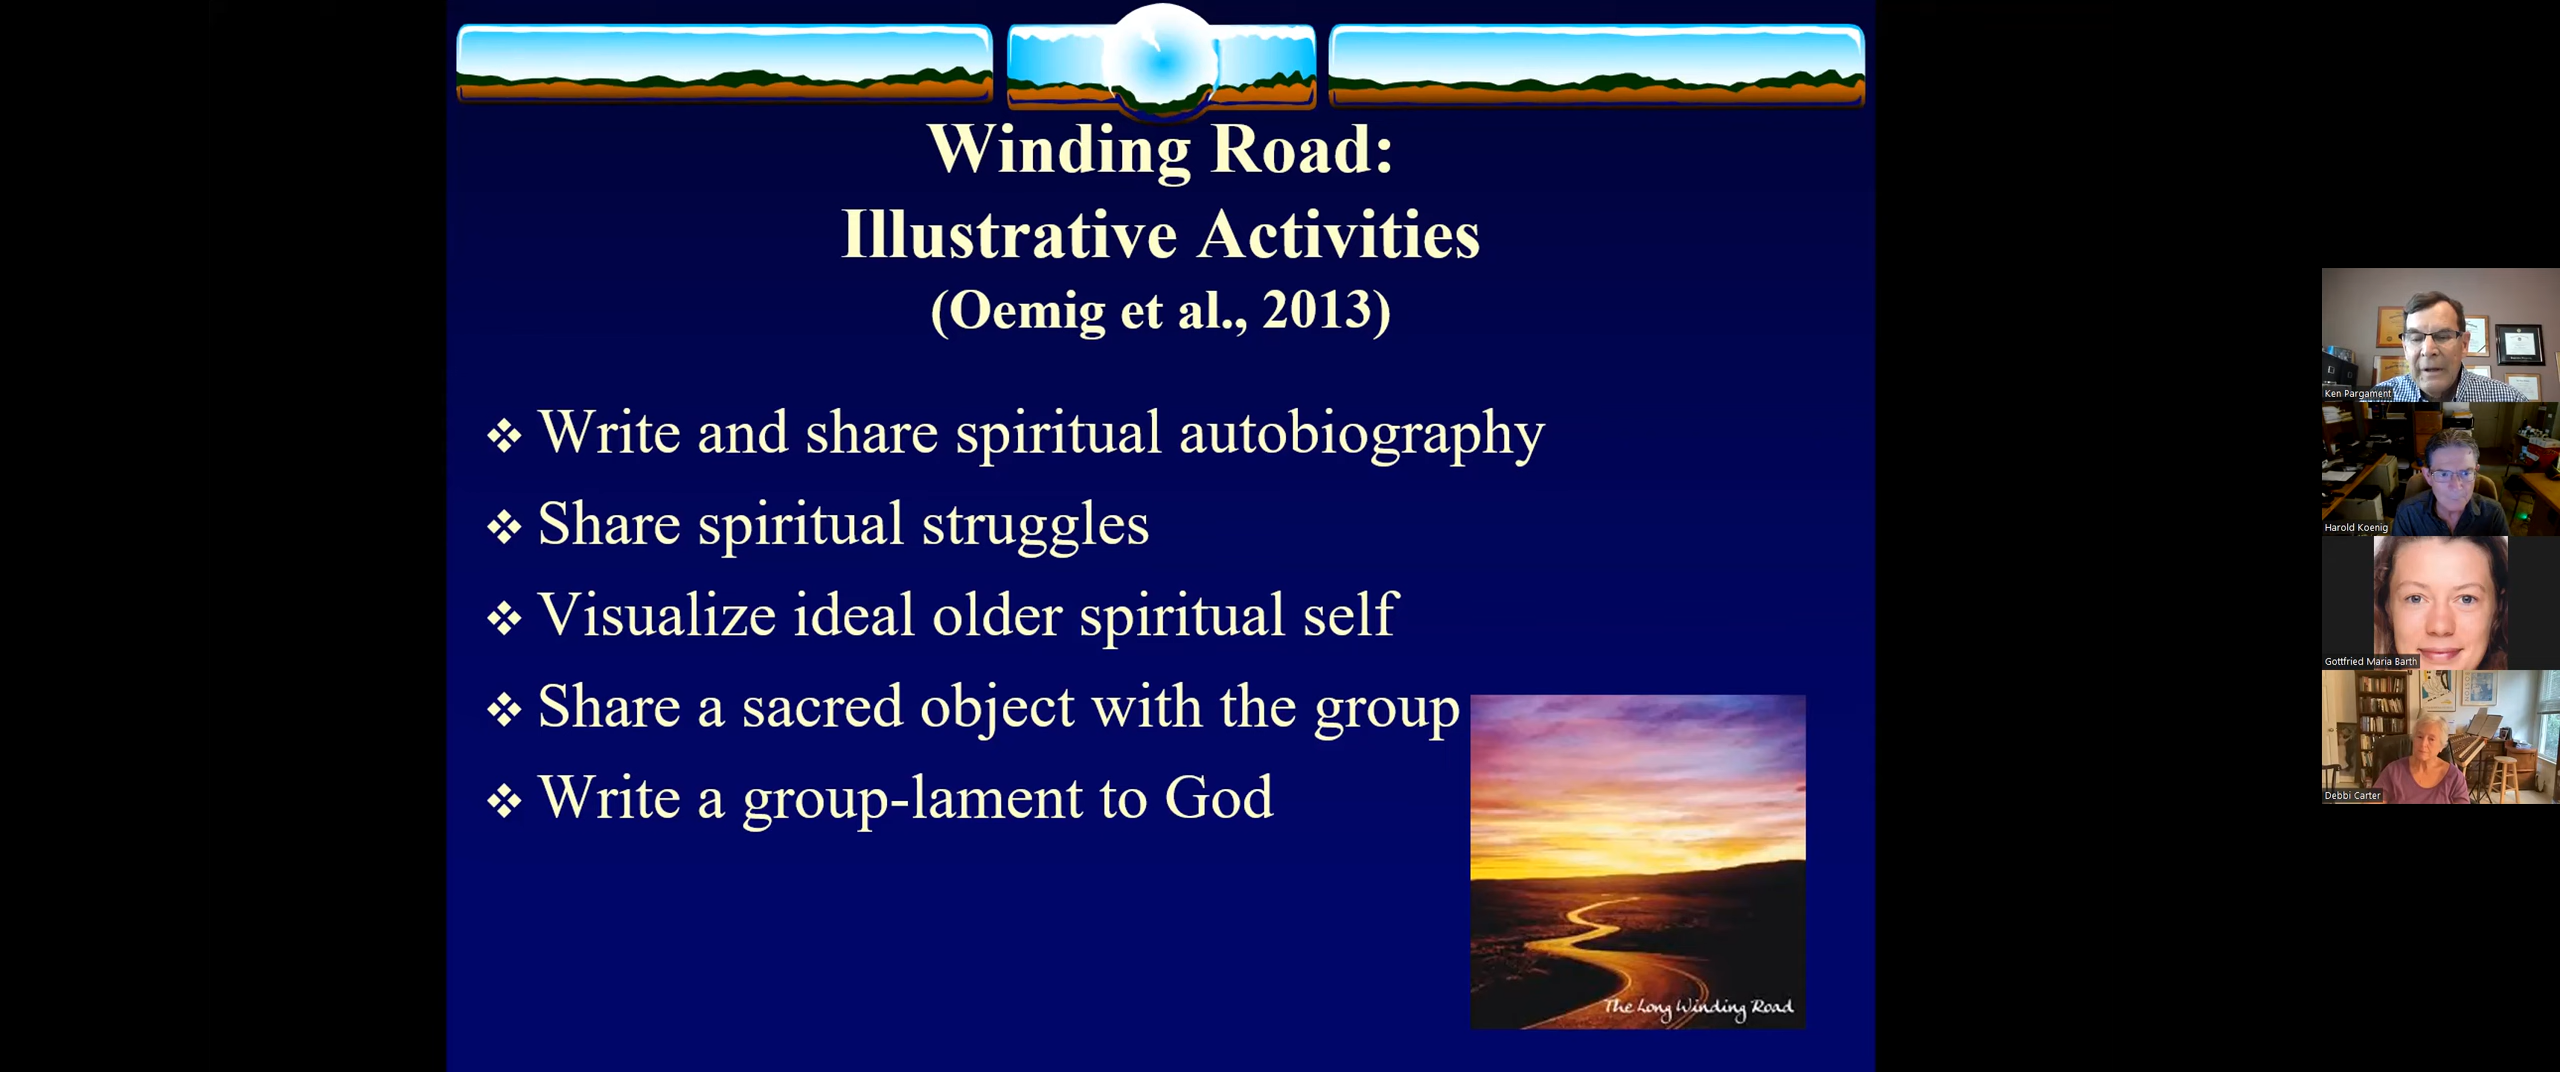 Winding Road:
Illustrative Activities
(Oemig et al., 2013)
❖ Write and share spiritual autobiography
❖ Share spiritual struggles
❖ Visualize ideal older spiritual self
❖ Share a sacred object with the group
❖ Write a group-lament to God
The Long Winding Road
Ken Pargament
Harold Koenig
Gottfried Maria Barth
Debbi Carter